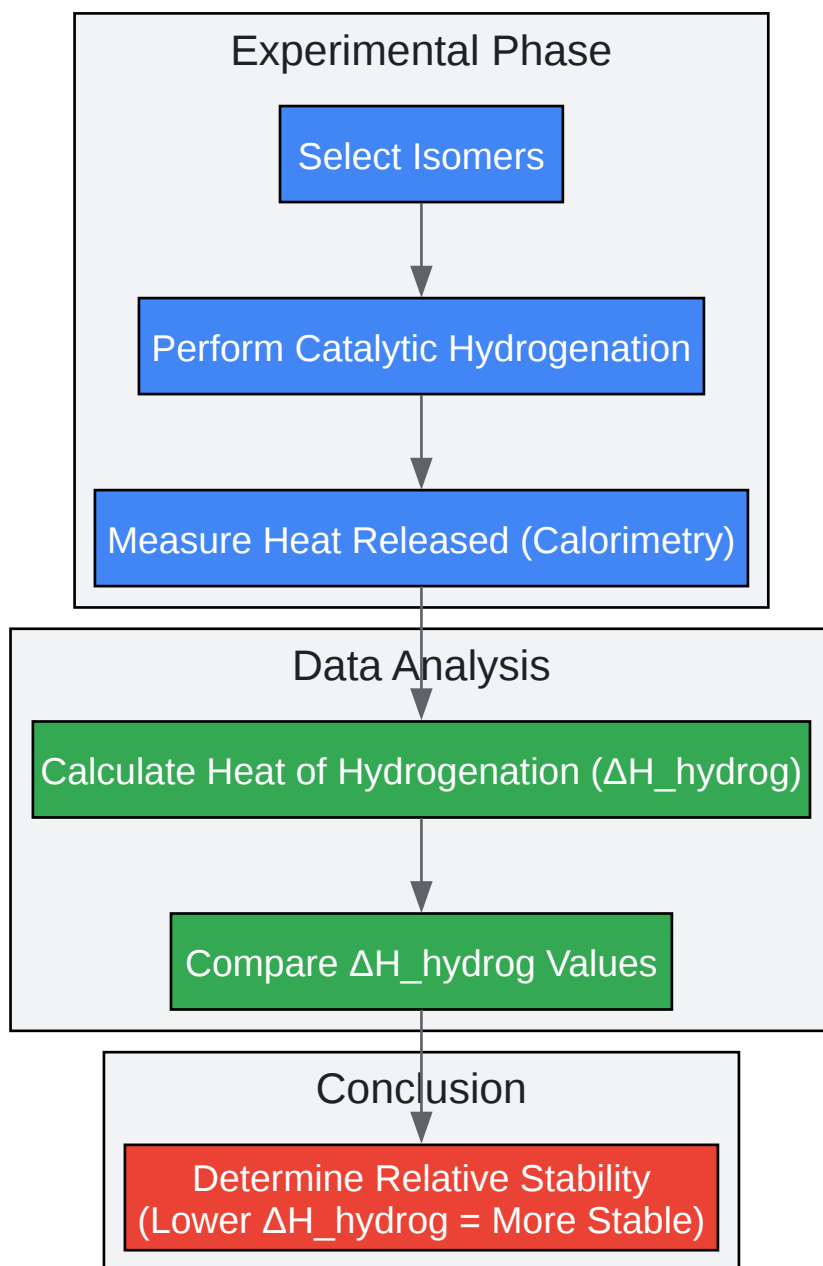 Experimental Phase
Select Isomers
Perform Catalytic Hydrogenation
Measure Heat Released (Calorimetry)
Data Analysis
Calculate Heat of Hydrogenation (ΔH_hydrog)
Compare ΔH_hydrog Values
Conclusion
Determine Relative Stability
(Lower ΔH_hydrog = More Stable)